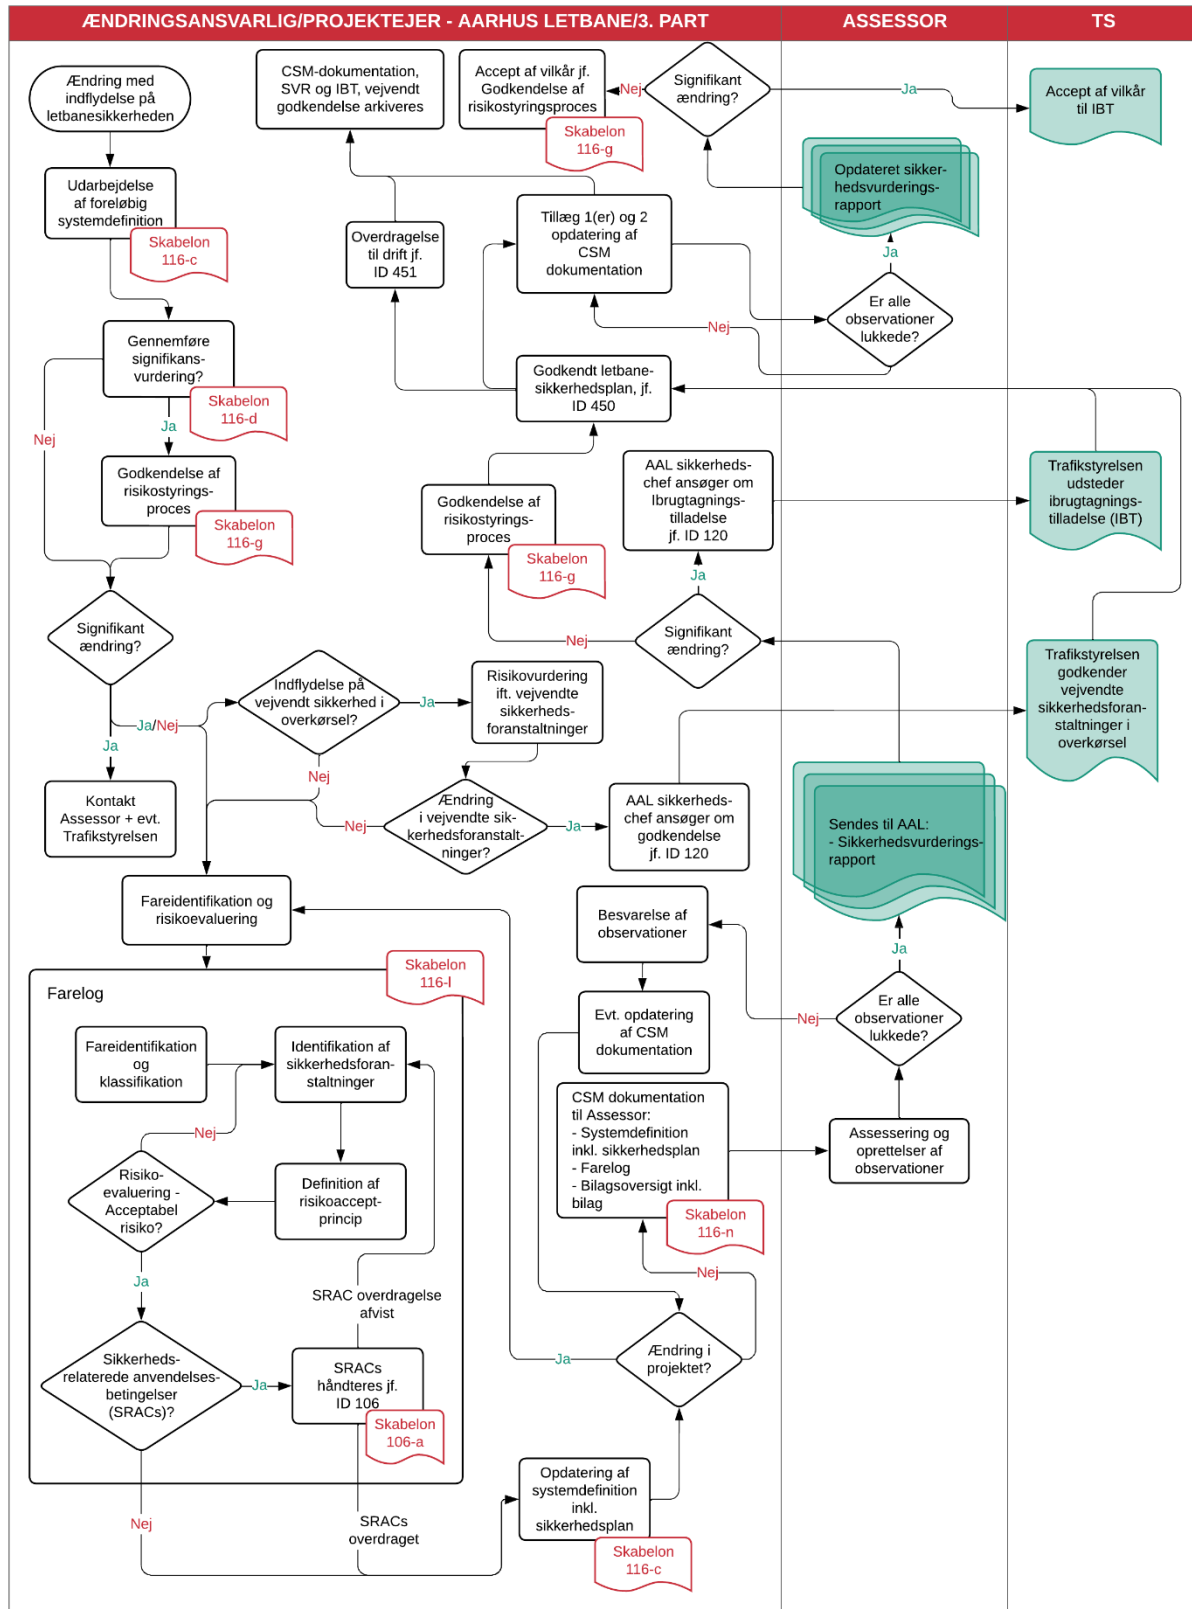 ÆNDRINGSANSVARLIG/PROJEKTEJER - AARHUS LETBANE/3. PART
ASSESSOR
TS
Ændring med
indflydelse på
letbanesikkerheden
CSM-dokumentation,
SVR og IBT, vejvendt
godkendelse arkiveres
Accept af vilkår jf.
Godkendelse af
risikostyringsproces
Skabelon
116-g
Nej
Signifikant
ændring?
Ja
Accept af vilkår
til IBT
Udarbejdelse
af foreløbig
systemdefinition
Skabelon
116-c
Overdragelse
til drift jf.
ID 451
Tillæg 1(er) og 2
opdatering af
CSM
dokumentation
Opdateret sikker-
hedsvurderings-
rapport
Ja
Er alle
observationer
lukkede?
Nej
Gennemføre
signifikans-
vurdering?
Skabelon
116-d
Nej
Ja
Godkendt letbane-
sikkerhedsplan, jf.
ID 450
Godkendelse af
risikostyrings-
proces
Skabelon
116-g
Godkendelse af
risikostyrings-
proces
Skabelon
116-g
AAL sikkerheds-
chef ansøger om
Ibrugtagnings-
tilladelse
jf. ID 120
Trafikstyrelsen
udsteder
ibrugtagnings-
tilladelse (IBT)
Ja
Signifikant
ændring?
Nej
Signifikant
ændring?
Trafikstyrelsen
godkender
vejvendte
sikkerhedsforan-
staltninger i
overkørsel
Indflydelse på
vejvendt sikkerhed i
overkørsel?
Ja
Risikovurdering
ift. vejvendte
sikkerheds-
foranstaltninger
Ja/Nej
Ja
Nej
Kontakt
Assessor + evt.
Trafikstyrelsen
Nej
Ændring
i vejvendte sik-
kerhedsforanstalt-
ninger?
Ja
AAL sikkerheds-
chef ansøger om
godkendelse
jf. ID 120
Sendes til AAL:
- Sikkerhedsvurderings-
rapport
Fareidentifikation og
risikoevaluering
Besvarelse af
observationer
Ja
Skabelon
116-l
Farelog
Er alle
observationer
lukkede?
Nej
Evt. opdatering
af CSM
dokumentation
Fareidentifikation
og
klassifikation
Identifikation af
sikkerhedsforan-
staltninger
CSM dokumentation
til Assessor:
- Systemdefinition
inkl. sikkerhedsplan
- Farelog
- Bilagsoversigt inkl.
bilag
Skabelon
116-n
Assessering og
oprettelser af
observationer
Nej
Risiko-
evaluering -
Acceptabel
risiko?
Definition af
risikoaccept-
princip
Ja
Nej
SRAC overdragelse
afvist
Sikkerheds-
relaterede anvendelses-
betingelser
(SRACs)?
Ja
SRACs
håndteres jf.
ID 106
Skabelon
106-a
Ja
Ændring i
projektet?
Opdatering af
systemdefinition
inkl.
sikkerhedsplan
Skabelon
116-c
Nej
SRACs
overdraget